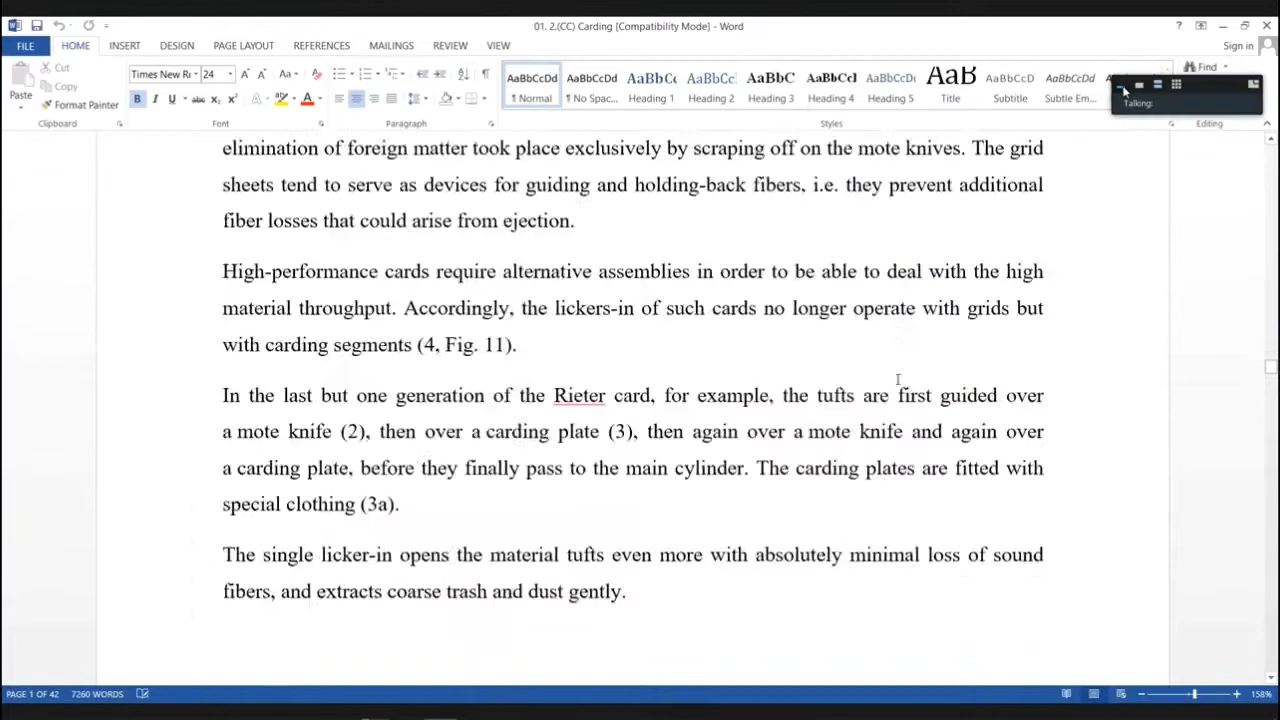 01. 2.(CC) Carding [Compatibility Mode] - Word
FILE HOME INSERT DESIGN PAGE LAYOUT REFERENCES MAILINGS REVIEW VIEW Sign in
Paste
Cut
Copy
Format Painter
Times New Ro 24
AaBbCcDd AaBbCcDd AaBbCc AaBbCc AaBbC AaBbCcI AaBbCcDd AaB AaBbCcD AaBbCcDd
¶ Normal ¶ No Spac... Heading 1 Heading 2 Heading 3 Heading 4 Heading 5 Title Subtitle Subtle Em...
Find
Talking:
Clipboard Font Paragraph Styles Editing
elimination of foreign matter took place exclusively by scraping off on the mote knives. The grid
sheets tend to serve as devices for guiding and holding-back fibers, i.e. they prevent additional
fiber losses that could arise from ejection.
High-performance cards require alternative assemblies in order to be able to deal with the high
material throughput. Accordingly, the lickers-in of such cards no longer operate with grids but
with carding segments (4, Fig. 11).
In the last but one generation of the Rieter card, for example, the tufts are first guided over
a mote knife (2), then over a carding plate (3), then again over a mote knife and again over
a carding plate, before they finally pass to the main cylinder. The carding plates are fitted with
special clothing (3a).
The single licker-in opens the material tufts even more with absolutely minimal loss of sound
fibers, and extracts coarse trash and dust gently.
PAGE 1 OF 42 7260 WORDS 158%